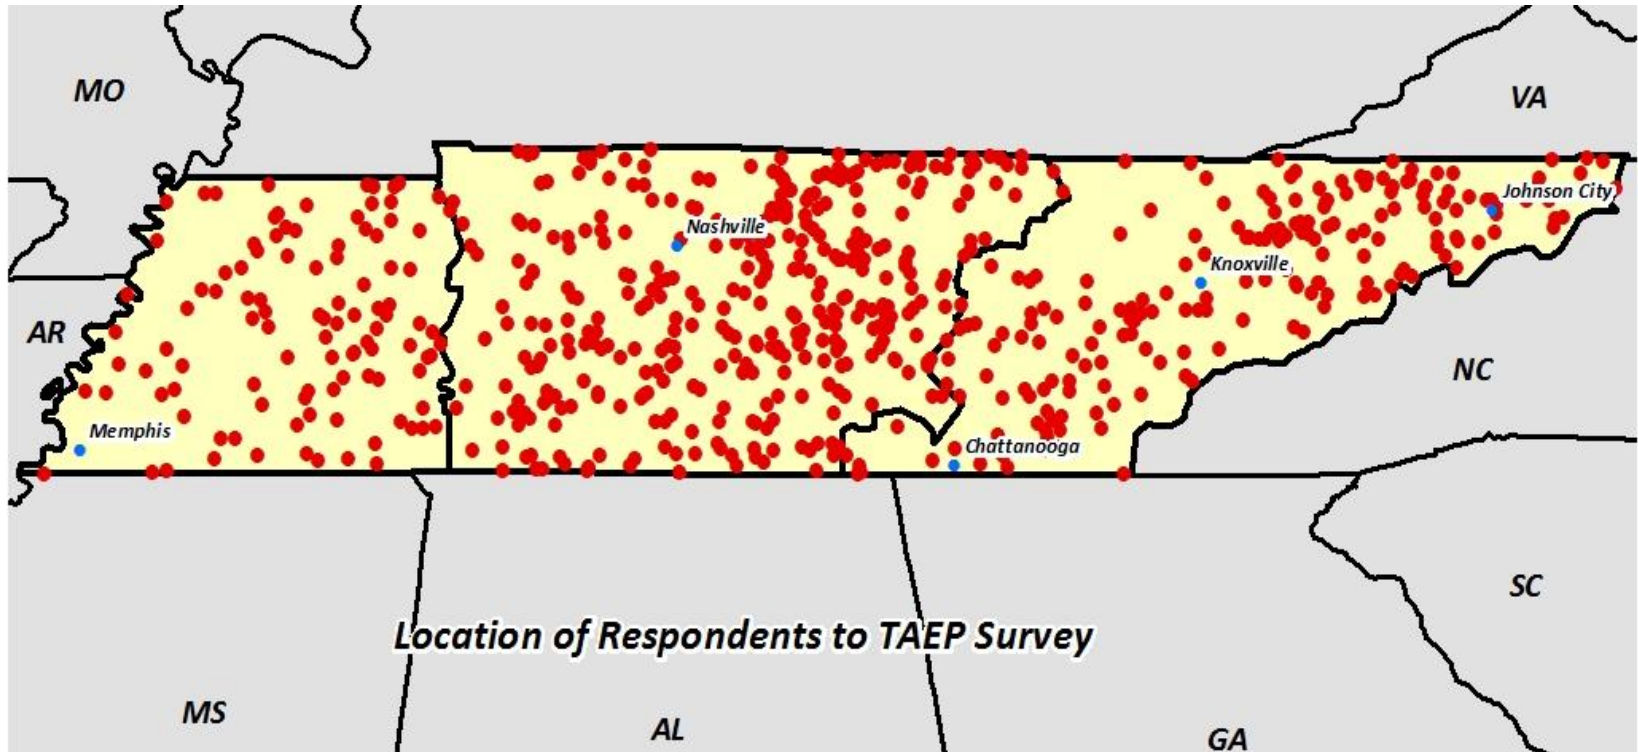 MO
VA
Johnson City
Nashville
Knoxville
AR
NC
Memphis
Chattanooga
SC
Location of Respondents to TAEP Survey
MS
AL
GA